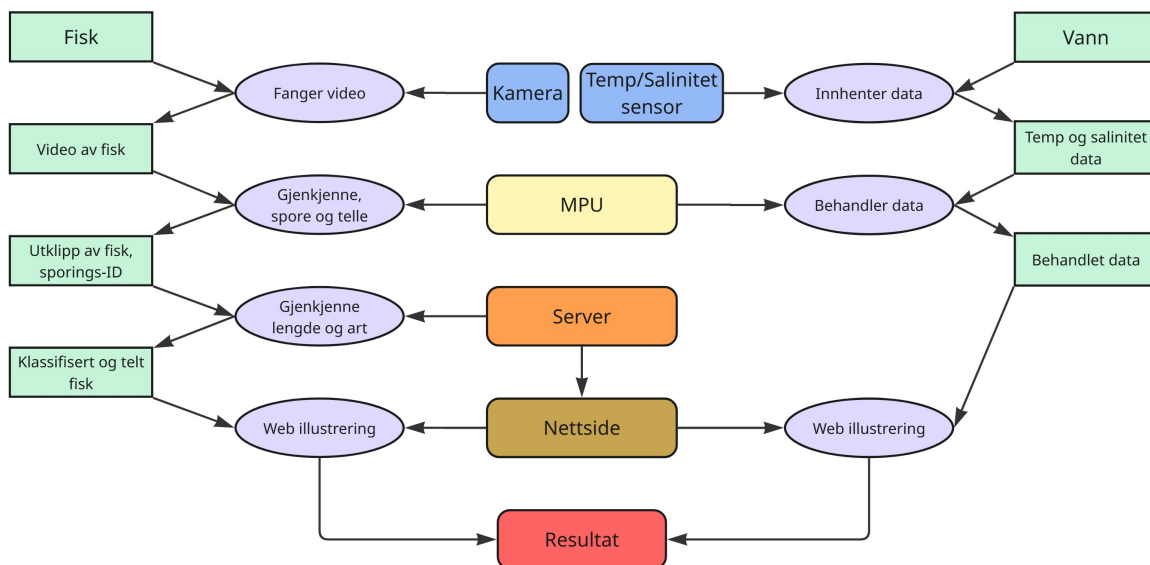 Fisk
Vann
Fanger video
Kamera
Temp/Salinitet
sensor
Innhenter data
Video av fisk
Temp og salinitet
data
Gjenkjenne,
spore og telle
MPU
Behandler data
Utklipp av fisk,
sporings-ID
Behandlet data
Gjenkjenne
lengde og art
Server
Klassifisert og telt
fisk
Web illustrering
Nettside
Web illustrering
Resultat